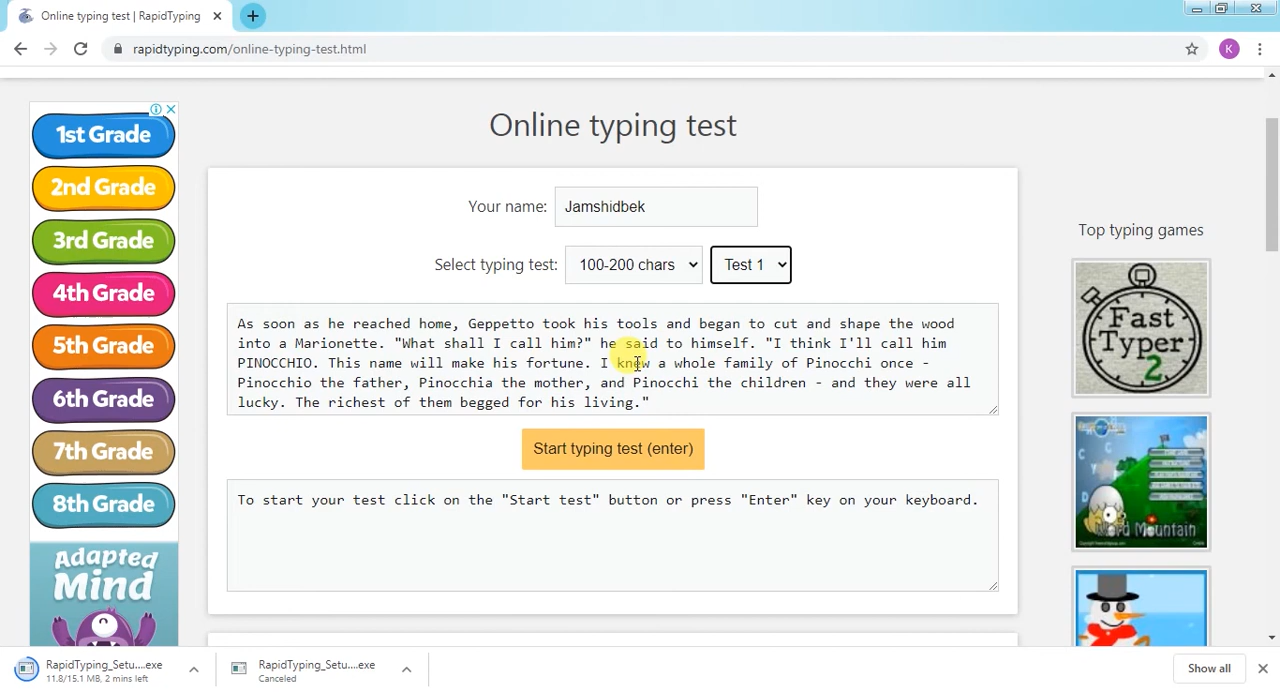 Online typing test | RapidTyping
rapidtyping.com/online-typing-test.html
K
Online typing test
1st Grade
2nd Grade
3rd Grade
4th Grade
5th Grade
6th Grade
7th Grade
8th Grade
Adapted
Mind
Your name: Jamshidbek
Select typing test: 100-200 chars Test 1
As soon as he reached home, Geppetto took his tools and began to cut and shape the wood
into a Marionette. "What shall I call him?" he said to himself. "I think I'll call him
PINOCCHIO. This name will make his fortune. I knew a whole family of Pinocchi once -
Pinocchio the father, Pinocchia the mother, and Pinocchi the children - and they were all
lucky. The richest of them begged for his living."
Start typing test (enter)
To start your test click on the "Start test" button or press "Enter" key on your keyboard.
Top typing games
Fast
Typer
2
Word Mountain
RapidTyping_Setu....exe
11.8/15.1 MB, 2 mins left
RapidTyping_Setu....exe
Canceled
Show all